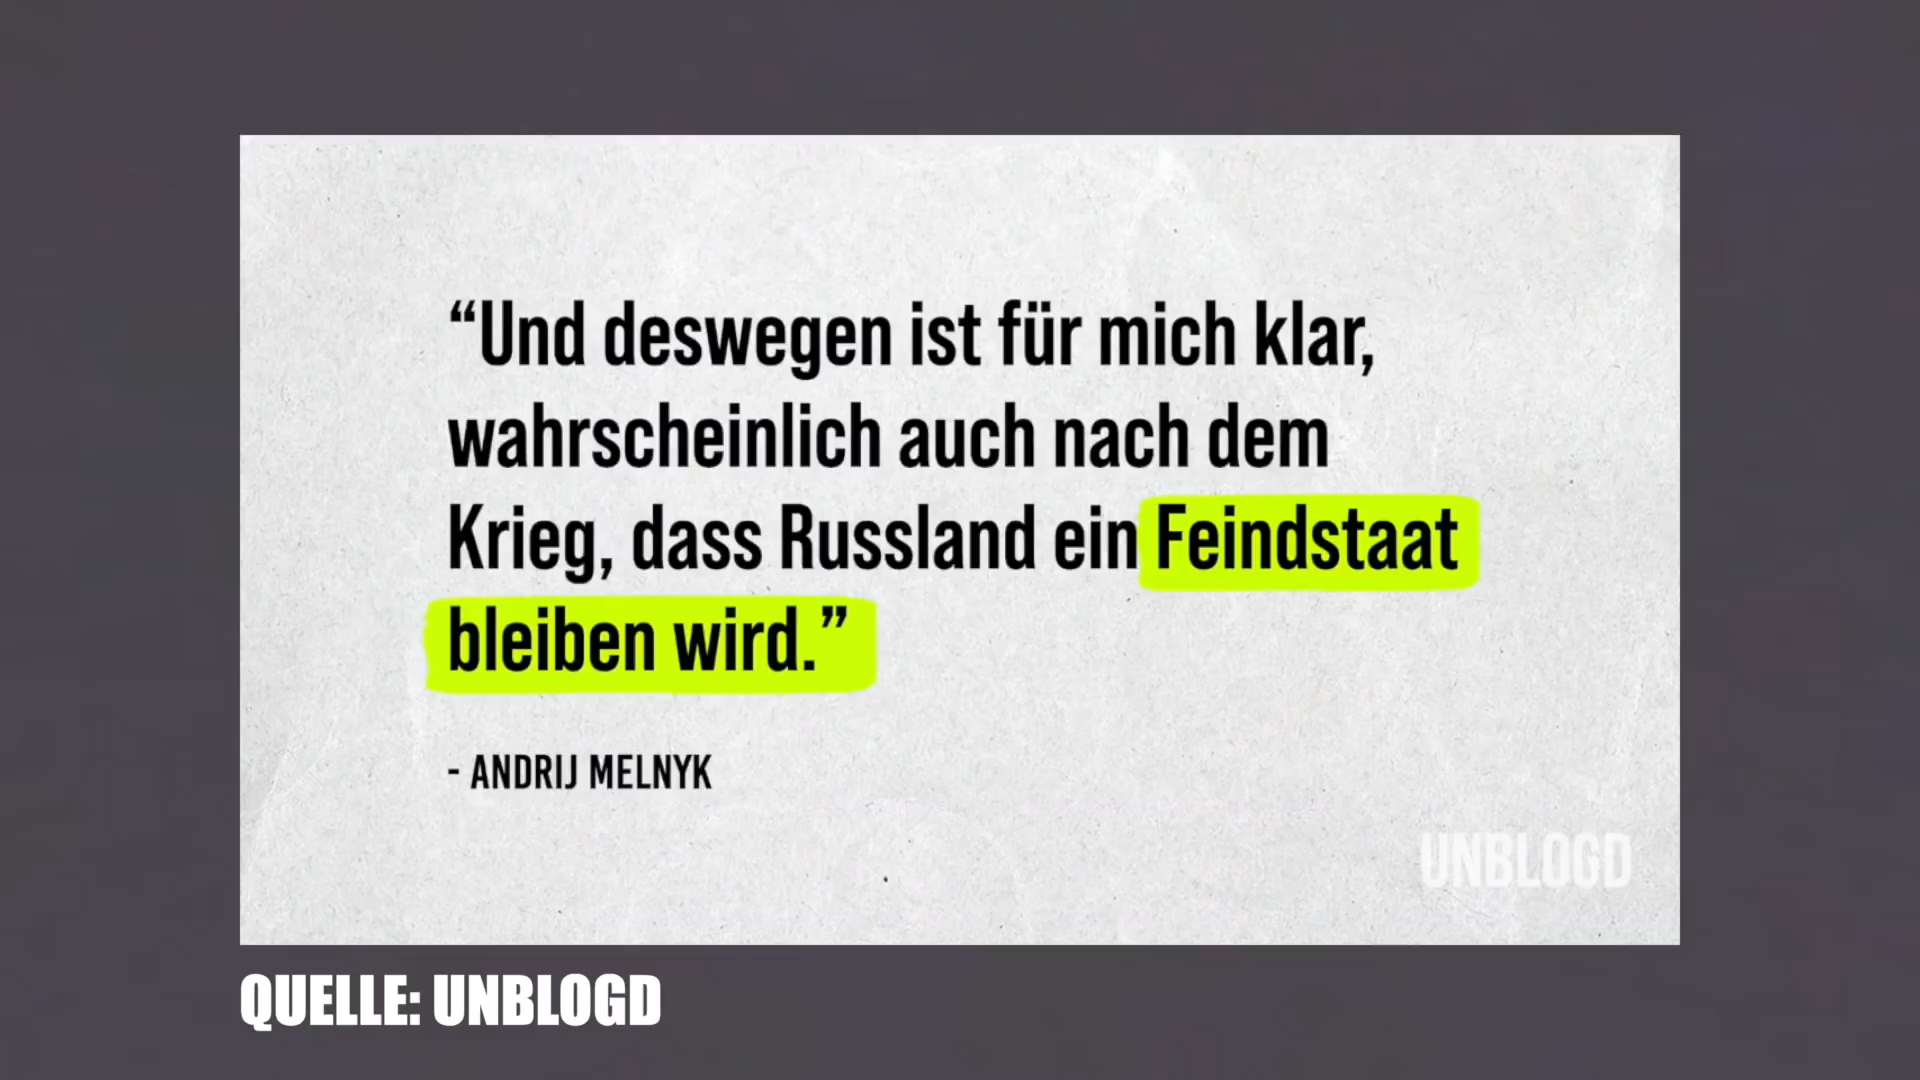 “Und deswegen ist für mich klar,
wahrscheinlich auch nach dem
Krieg, dass Russland ein Feindstaat
bleiben wird.”
- ANDRIJ MELNYK
UNBLOGD
QUELLE: UNBLOGD